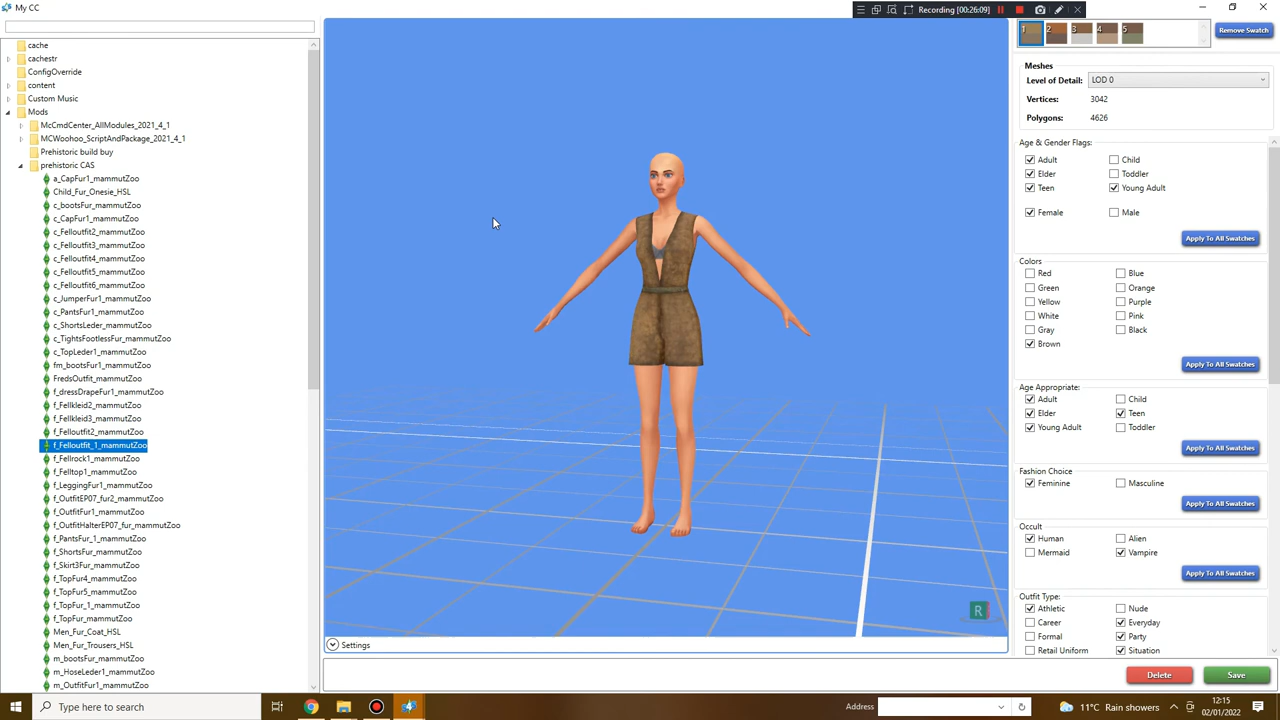 My CC
Recording [00:26:09]
cache
cachestr
ConfigOverride
content
Custom Music
Mods
McCmdCenter_AllModules_2021_4_1
MCWoohoo_ScriptAndPackage_2021_4_1
Prehistoric build buy
prehistoric CAS
a_CapFur1_mammutZoo
Child_Fur_Onesie_HSL
c_bootsFur_mammutZoo
c_CapFur1_mammutZoo
c_Felloutfit2_mammutZoo
c_Felloutfit3_mammutZoo
c_Felloutfit4_mammutZoo
c_Felloutfit5_mammutZoo
c_Felloutfit6_mammutZoo
c_JumperFur1_mammutZoo
c_PantsFur1_mammutZoo
c_ShortsLeder_mammutZoo
c_TightsFootlessFur_mammutZoo
c_TopLeder1_mammutZoo
fm_bootsFur1_mammutZoo
FredsOutfit_mammutZoo
f_dressDrapeFur1_mammutZoo
f_Fellkleid2_mammutZoo
f_Fellkleid3_mammutZoo
f_Felloutfit2_mammutZoo
f_Felloutfit_1_mammutZoo
f_Fellrock1_mammutZoo
f_Felltop1_mammutZoo
f_LeggingFur1_mammutZoo
f_OutfitEP07_fur2_mammutZoo
f_OutfitFur1_mammutZoo
f_OutfitHalterEP07_fur_mammutZoo
f_PantsFur_1_mammutZoo
f_ShortsFur_mammutZoo
f_Skirt3Fur_mammutZoo
f_TopFur4_mammutZoo
f_TopFur5_mammutZoo
f_TopFur_1_mammutZoo
f_TopFur_mammutZoo
Men_Fur_Coat_HSL
Men_Fur_Trousers_HSL
m_bootsFur_mammutZoo
m_HoseLeder1_mammutZoo
m_OutfitFur1_mammutZoo
R
Settings
1 2 3 4 5
Remove Swatch
Meshes
Level of Detail: LOD 0
Vertices: 3042
Polygons: 4626
Age & Gender Flags:
Adult Child
Elder Toddler
Teen Young Adult
Female Male
Apply To All Swatches
Colors
Red Blue
Green Orange
Yellow Purple
White Pink
Gray Black
Brown
Apply To All Swatches
Age Appropriate:
Adult Child
Elder Teen
Young Adult Toddler
Apply To All Swatches
Fashion Choice
Feminine Masculine
Apply To All Swatches
Occult
Human Alien
Mermaid Vampire
Apply To All Swatches
Outfit Type:
Athletic Nude
Career Everyday
Formal Party
Retail Uniform Situation
Delete Save
Type here to search
Address
11°C Rain showers
12:15
02/01/2022